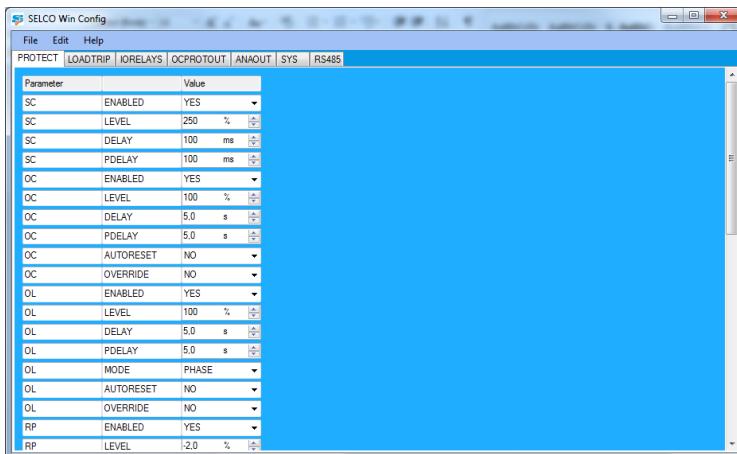 SELCO Win Config
File Edit Help
PROTECT LOADTRIP IORELAYS OCPROTOUT ANAOUT SYS RS485
Parameter Value
SC ENABLED YES
SC LEVEL 250 %
SC DELAY 100 ms
SC PDELAY 100 ms
OC ENABLED YES
OC LEVEL 100 %
OC DELAY 5,0 s
OC PDELAY 5,0 s
OC AUTORESET NO
OC OVERRIDE NO
OL ENABLED YES
OL LEVEL 100 %
OL DELAY 5,0 s
OL PDELAY 5,0 s
OL MODE PHASE
OL AUTORESET NO
OL OVERRIDE NO
RP ENABLED YES
RP LEVEL -2,0 %